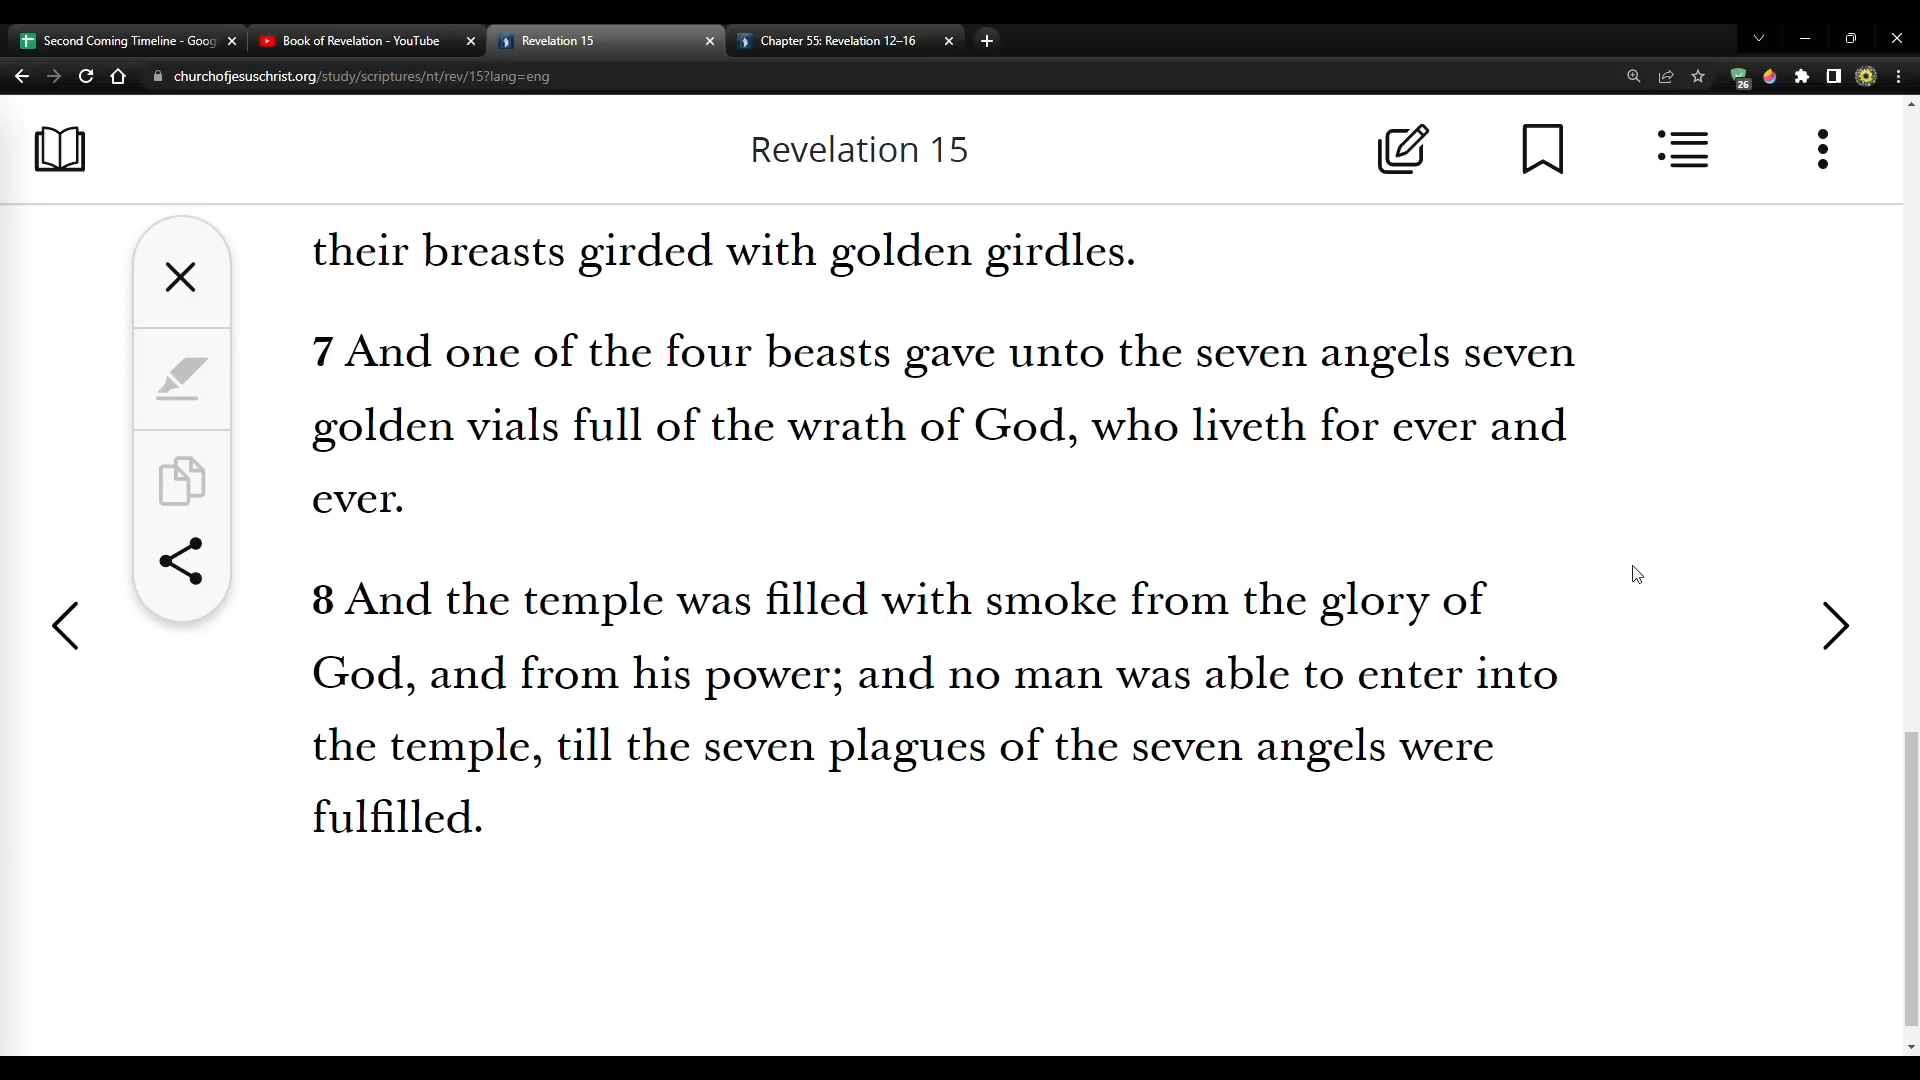 Second Coming Timeline - Goog
Book of Revelation - YouTube
Revelation 15
Chapter 55: Revelation 12–16
churchofjesuschrist.org/study/scriptures/nt/rev/15?lang=eng
26
Revelation 15
their breasts girded with golden girdles.
7 And one of the four beasts gave unto the seven angels seven
golden vials full of the wrath of God, who liveth for ever and
ever.
8 And the temple was filled with smoke from the glory of
God, and from his power; and no man was able to enter into
the temple, till the seven plagues of the seven angels were
fulfilled.